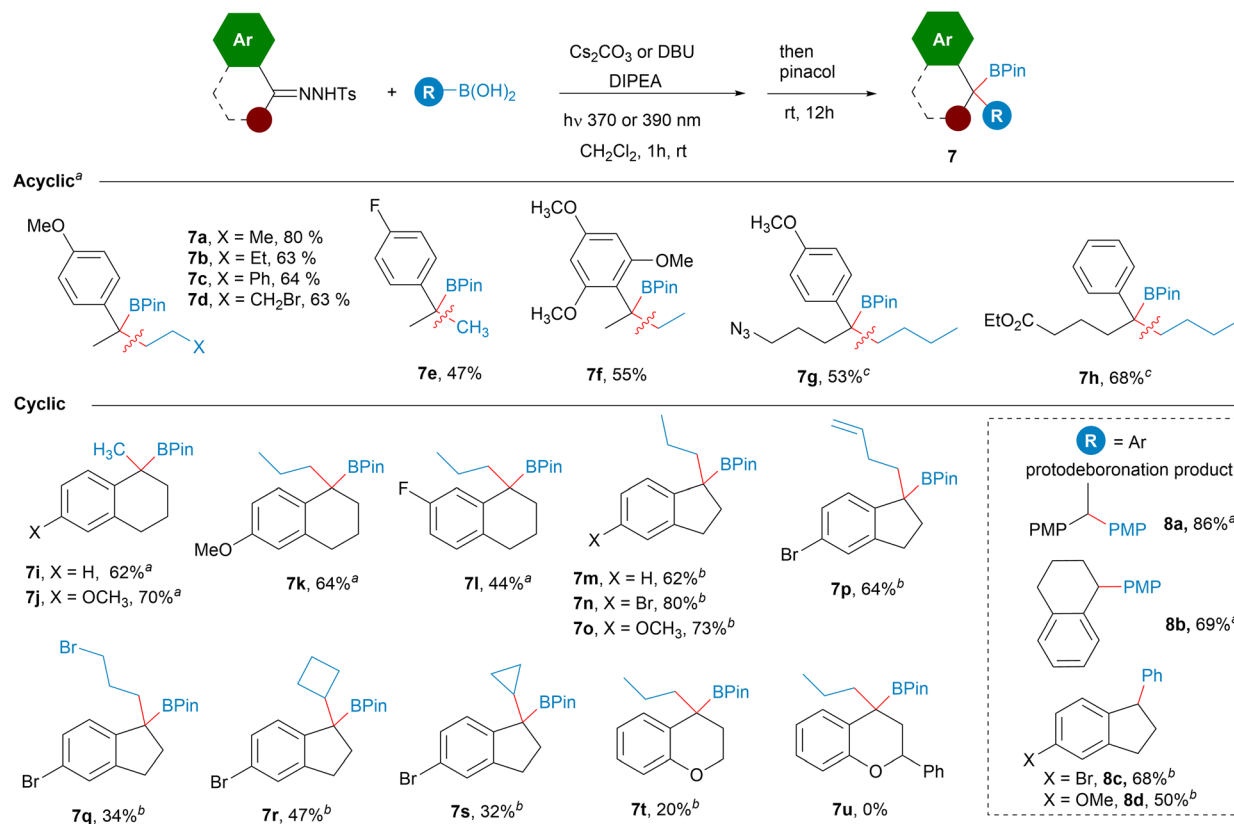 Ar
NNHTs
+
R
B(OH)₂
Cs₂CO₃ or DBU
DIPEA
hν 370 or 390 nm
CH₂Cl₂, 1h, rt
then
pinacol
rt, 12h
Ar
BPin
R
7
Acyclicᵃ
MeO
BPin
X
7a, X = Me, 80 %
7b, X = Et, 63 %
7c, X = Ph, 64 %
7d, X = CH₂Br, 63 %
F
BPin
CH₃
7e, 47%
H₃CO
OMe
H₃CO
BPin
7f, 55%
H₃CO
BPin
N₃
7g, 53%ᶜ
BPin
EtO₂C
7h, 68%ᶜ
Cyclic
H₃C
BPin
X
7i, X = H, 62%ᵃ
7j, X = OCH₃, 70%ᵃ
BPin
MeO
7k, 64%ᵃ
F
BPin
7l, 44%ᵃ
BPin
X
7m, X = H, 62%ᵇ
7n, X = Br, 80%ᵇ
7o, X = OCH₃, 73%ᵇ
BPin
Br
7p, 64%ᵇ
R = Ar
protodeboronation product
PMP
PMP
8a, 86%ᵃ
PMP
8b, 69%ᵃ
Ph
X
X = Br, 8c, 68%ᵇ
X = OMe, 8d, 50%ᵇ
Br
BPin
Br
7q, 34%ᵇ
BPin
Br
7r, 47%ᵇ
BPin
Br
7s, 32%ᵇ
BPin
O
7t, 20%ᵇ
BPin
O
Ph
7u, 0%